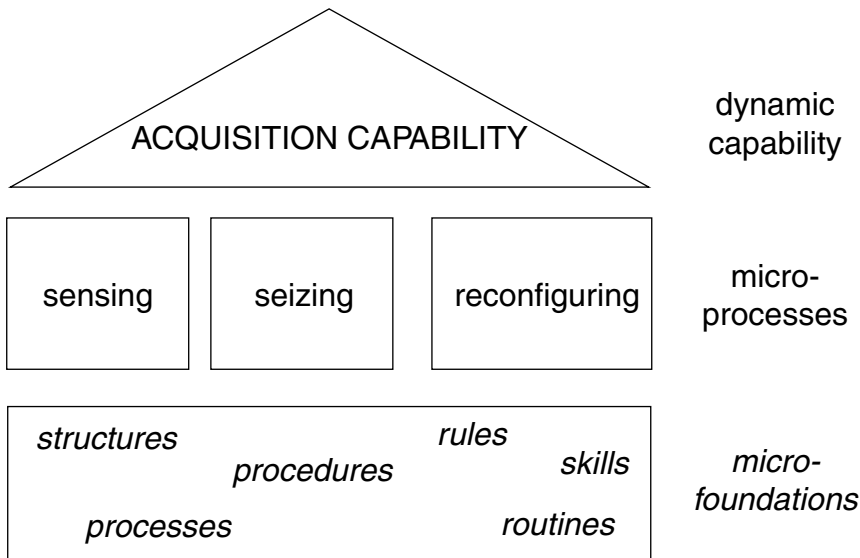 ACQUISITION CAPABILITY
dynamic
capability
sensing
seizing
reconfiguring
micro-
processes
structures
rules
procedures
skills
processes
routines
micro-
foundations